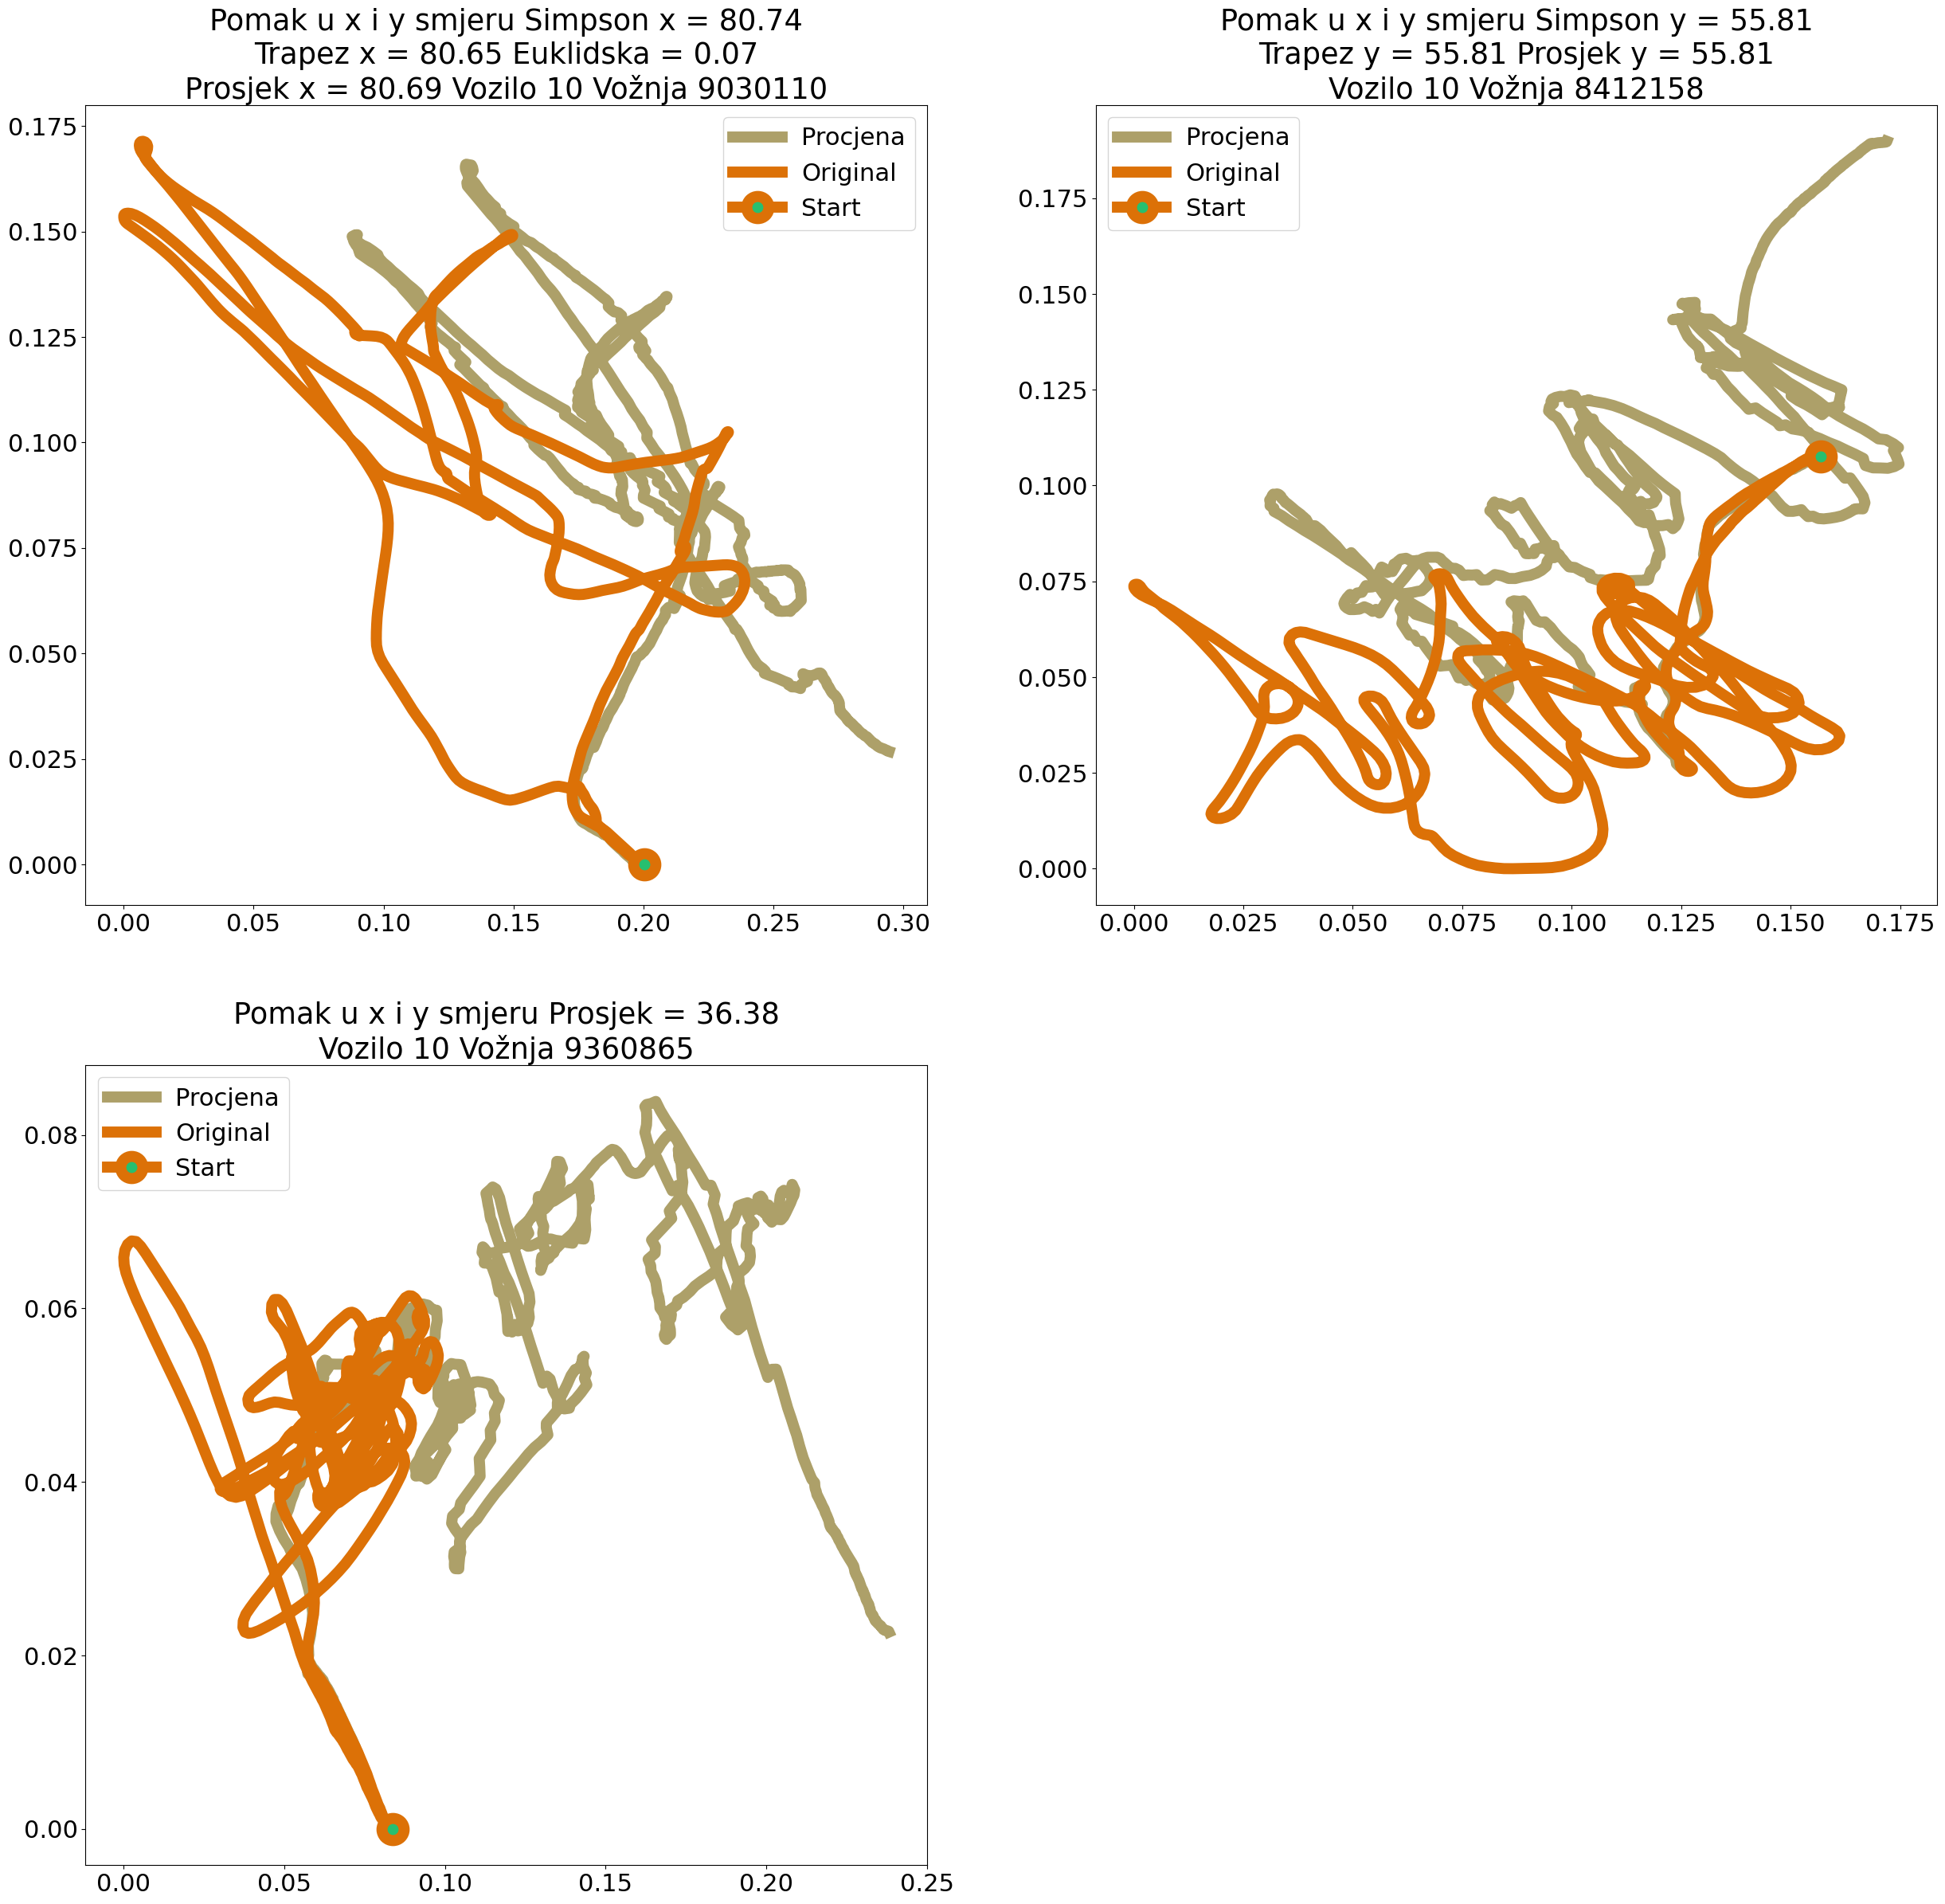 Pomak u x i y smjeru Simpson x = 80.74
Trapez x = 80.65 Euklidska = 0.07
Prosjek x = 80.69 Vozilo 10 Vožnja 9030110
Procjena
Original
Start
0.175
0.150
0.125
0.100
0.075
0.050
0.025
0.000
0.00 0.05 0.10 0.15 0.20 0.25 0.30
Pomak u x i y smjeru Simpson y = 55.81
Trapez y = 55.81 Prosjek y = 55.81
Vozilo 10 Vožnja 8412158
Procjena
Original
Start
0.175
0.150
0.125
0.100
0.075
0.050
0.025
0.000
0.000 0.025 0.050 0.075 0.100 0.125 0.150 0.175
Pomak u x i y smjeru Prosjek = 36.38
Vozilo 10 Vožnja 9360865
Procjena
Original
Start
0.08
0.06
0.04
0.02
0.00
0.00 0.05 0.10 0.15 0.20 0.25